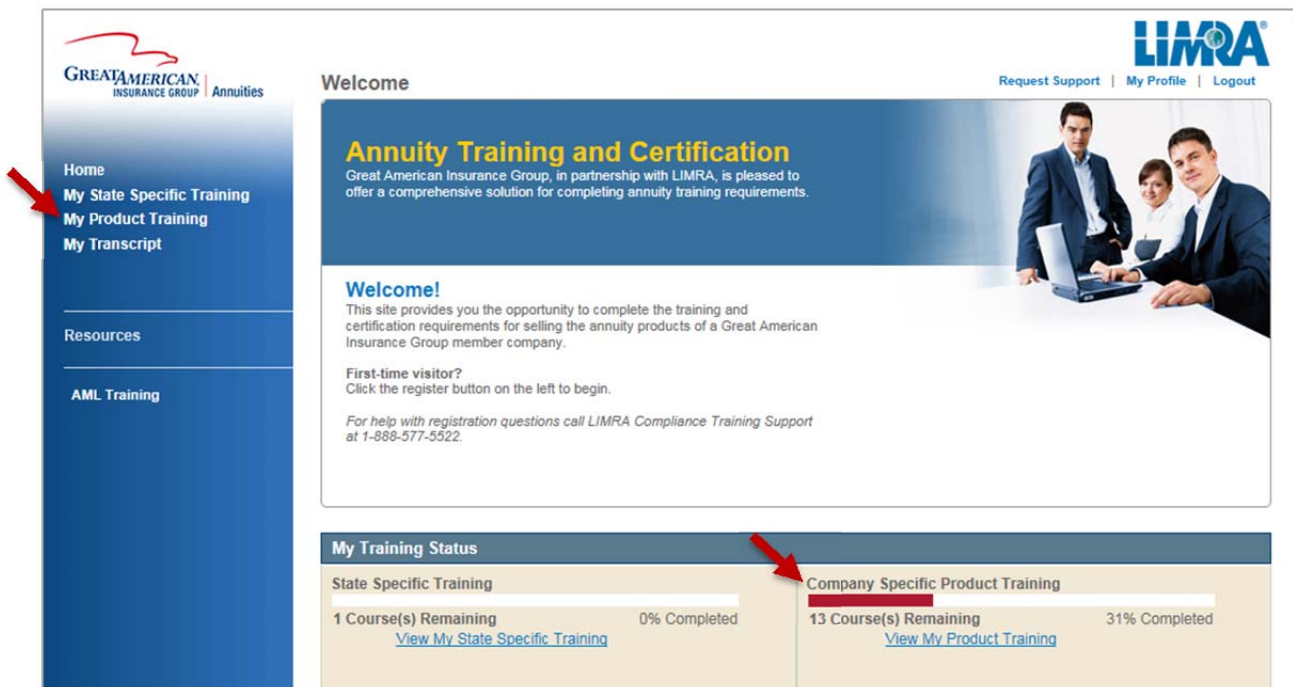 GREATAMERICAN
INSURANCE GROUP | Annuities
LIMRA®
Welcome
Request Support | My Profile | Logout
Home
My State Specific Training
My Product Training
My Transcript
Resources
AML Training
Annuity Training and Certification
Great American Insurance Group, in partnership with LIMRA, is pleased to
offer a comprehensive solution for completing annuity training requirements.
Welcome!
This site provides you the opportunity to complete the training and
certification requirements for selling the annuity products of a Great American
Insurance Group member company.
First-time visitor?
Click the register button on the left to begin.
For help with registration questions call LIMRA Compliance Training Support
at 1-888-577-5522.
My Training Status
State Specific Training
1 Course(s) Remaining 0% Completed
View My State Specific Training
Company Specific Product Training
13 Course(s) Remaining 31% Completed
View My Product Training